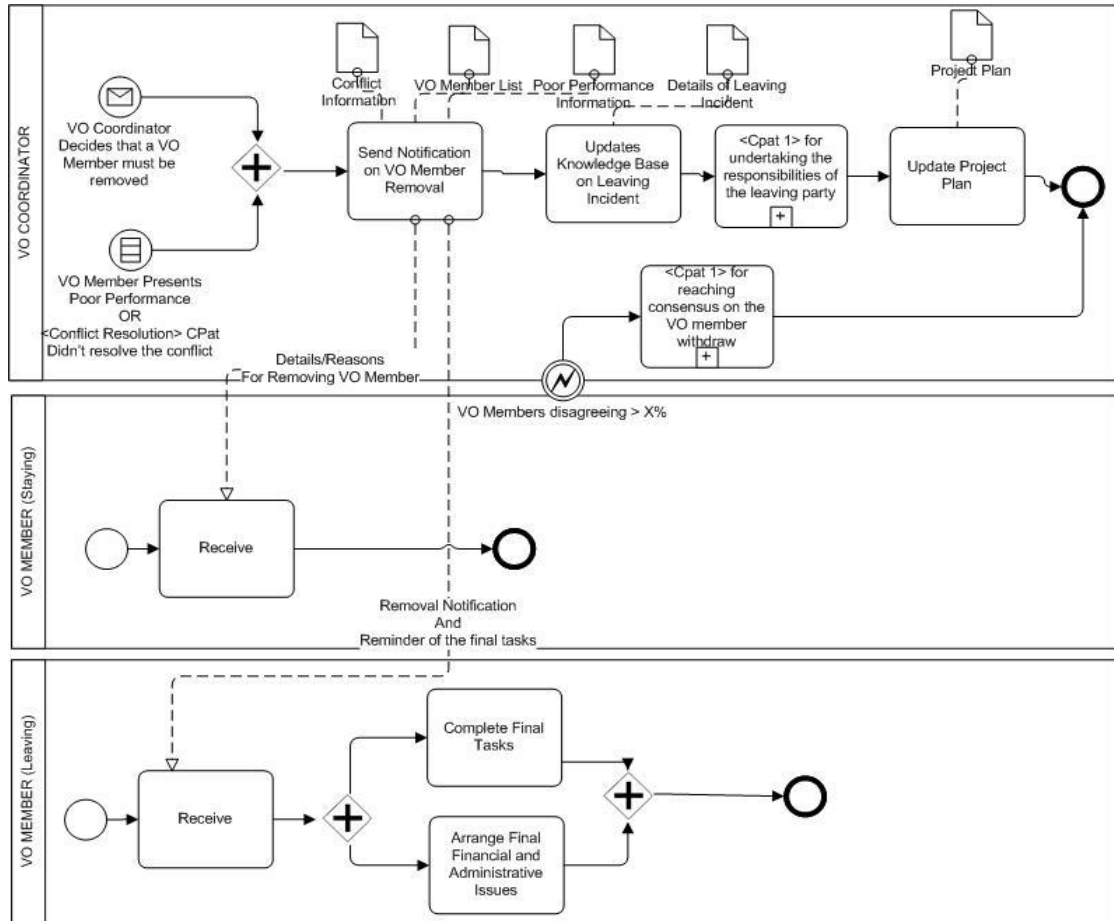 VO COORDINATOR
VO Coordinator
Decides that a VO
Member must be
removed
VO Member Presents
Poor Performance
OR
<Conflict Resolution> CPat
Didn't resolve the conflict
Conflict
Information
VO Member List
Poor Performance
Information
Details of Leaving
Incident
Project Plan
Send Notification
on VO Member
Removal
Updates
Knowledge Base
on Leaving
Incident
<Cpat 1> for
undertaking the
responsibilities of
the leaving party
Update Project
Plan
<Cpat 1> for
reaching
consensus on the
VO member
withdraw
Details/Reasons
For Removing VO Member
VO Members disagreeing > X%
VO MEMBER (Staying)
Receive
Removal Notification
And
Reminder of the final tasks
VO MEMBER (Leaving)
Receive
Complete Final
Tasks
Arrange Final
Financial and
Administrative
Issues